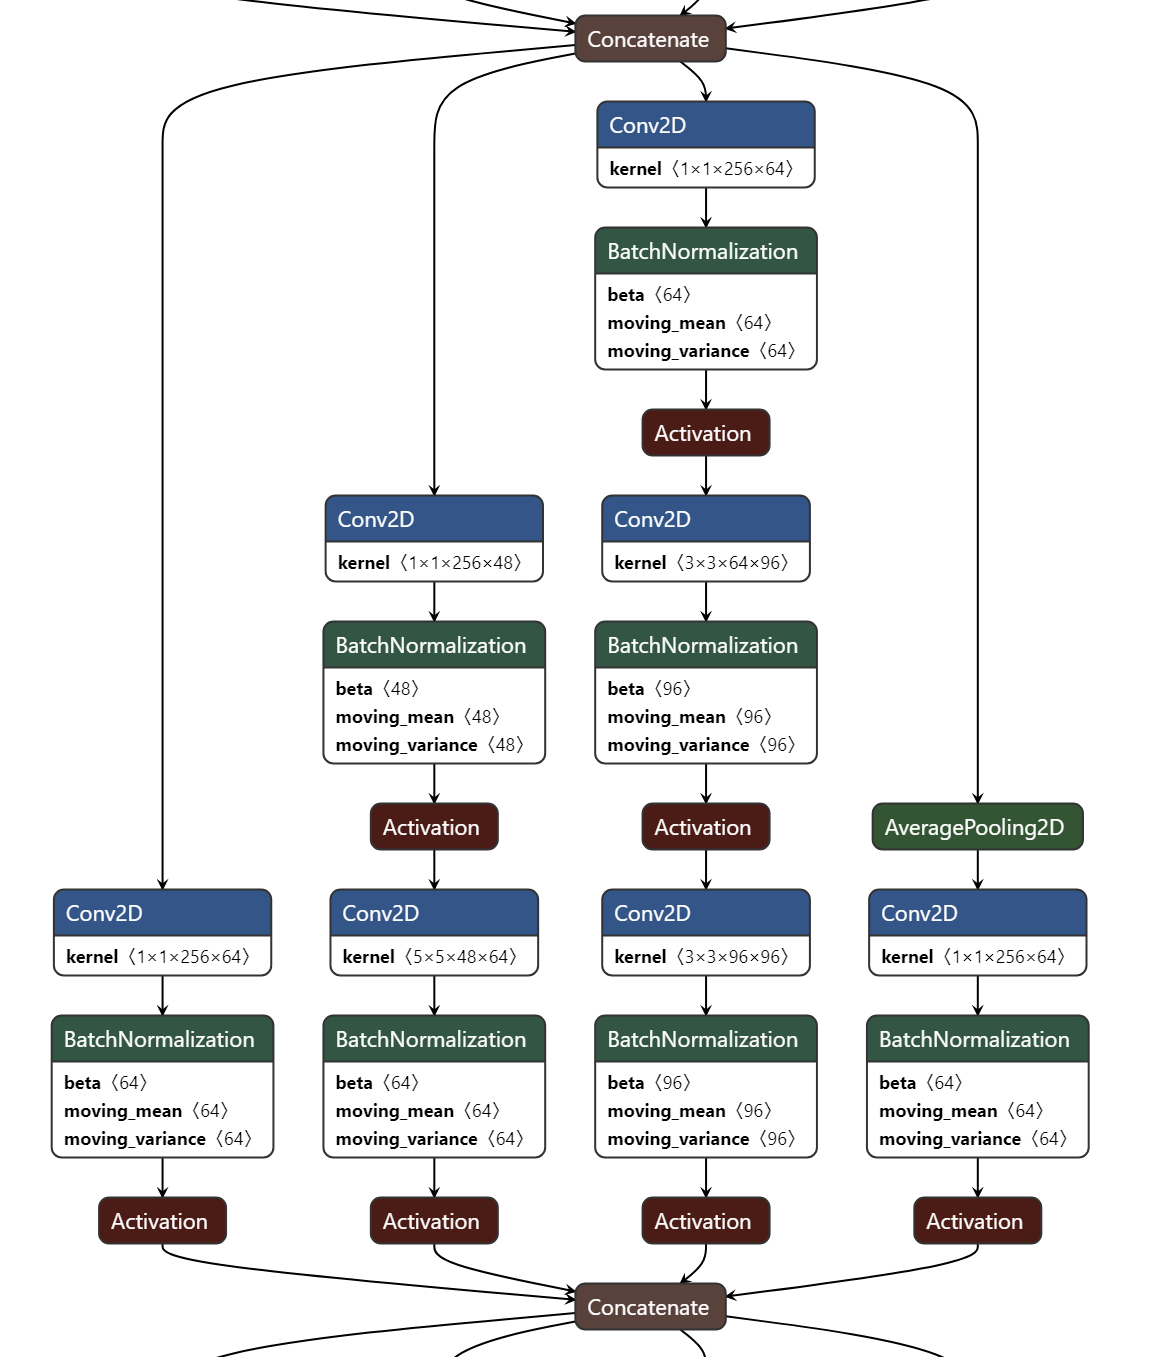 Concatenate
Conv2D
kernel〈1×1×256×64〉
BatchNormalization
beta〈64〉
moving_mean〈64〉
moving_variance〈64〉
Activation
Conv2D
kernel〈1×1×256×48〉
BatchNormalization
beta〈48〉
moving_mean〈48〉
moving_variance〈48〉
Activation
Conv2D
kernel〈3×3×64×96〉
BatchNormalization
beta〈96〉
moving_mean〈96〉
moving_variance〈96〉
Activation
AveragePooling2D
Conv2D
kernel〈1×1×256×64〉
BatchNormalization
beta〈64〉
moving_mean〈64〉
moving_variance〈64〉
Activation
Conv2D
kernel〈5×5×48×64〉
BatchNormalization
beta〈64〉
moving_mean〈64〉
moving_variance〈64〉
Activation
Conv2D
kernel〈3×3×96×96〉
BatchNormalization
beta〈96〉
moving_mean〈96〉
moving_variance〈96〉
Activation
Conv2D
kernel〈1×1×256×64〉
BatchNormalization
beta〈64〉
moving_mean〈64〉
moving_variance〈64〉
Activation
Concatenate